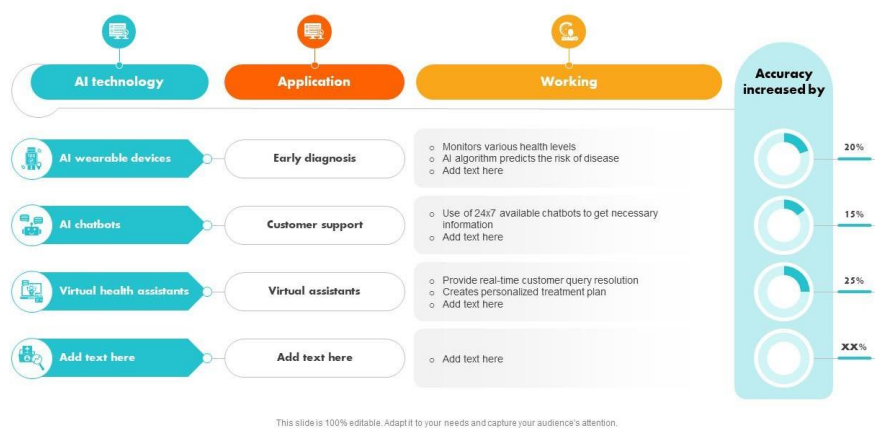 AI technology
Application
Working
Accuracy
increased by
AI wearable devices
Early diagnosis
Monitors various health levels
AI algorithm predicts the risk of disease
Add text here
20%
AI chatbots
Customer support
Use of 24x7 available chatbots to get necessary
information
Add text here
15%
Virtual health assistants
Virtual assistants
Provide real-time customer query resolution
Creates personalized treatment plan
Add text here
25%
Add text here
Add text here
Add text here
XX%
This slide is 100% editable. Adapt it to your needs and capture your audience's attention.